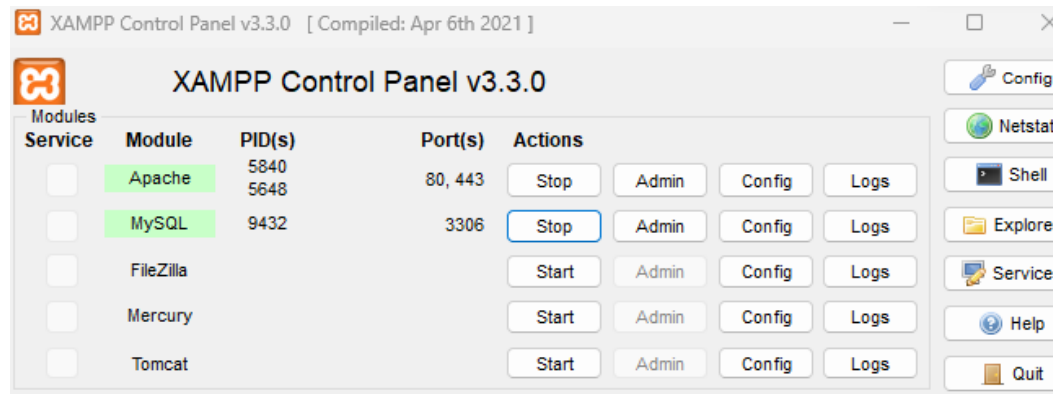 XAMPP Control Panel v3.3.0 [ Compiled: Apr 6th 2021 ]
XAMPP Control Panel v3.3.0
Config
Modules
Service Module PID(s) Port(s) Actions
Netstat
Apache 5840 5648 80, 443 Stop Admin Config Logs
Shell
MySQL 9432 3306 Stop Admin Config Logs
Explore
FileZilla Start Admin Config Logs
Service
Mercury Start Admin Config Logs
Help
Tomcat Start Admin Config Logs
Quit